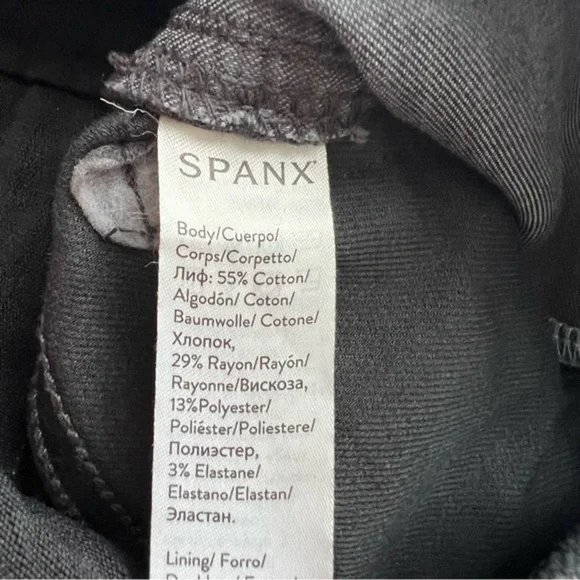 SPANX
Body/Cuerpo/
Corps/Corpetto/
Лиф: 55% Cotton/
Algodón/ Coton/
Baumwolle/ Cotone/
Хлопок,
29% Rayon/Rayón/
Rayonne/Вискоза,
13%Polyester/
Poliéster/Poliestere/
Полиэстер,
3% Elastane/
Elastano/Elastan/
Эластан.
Lining/ Forro/